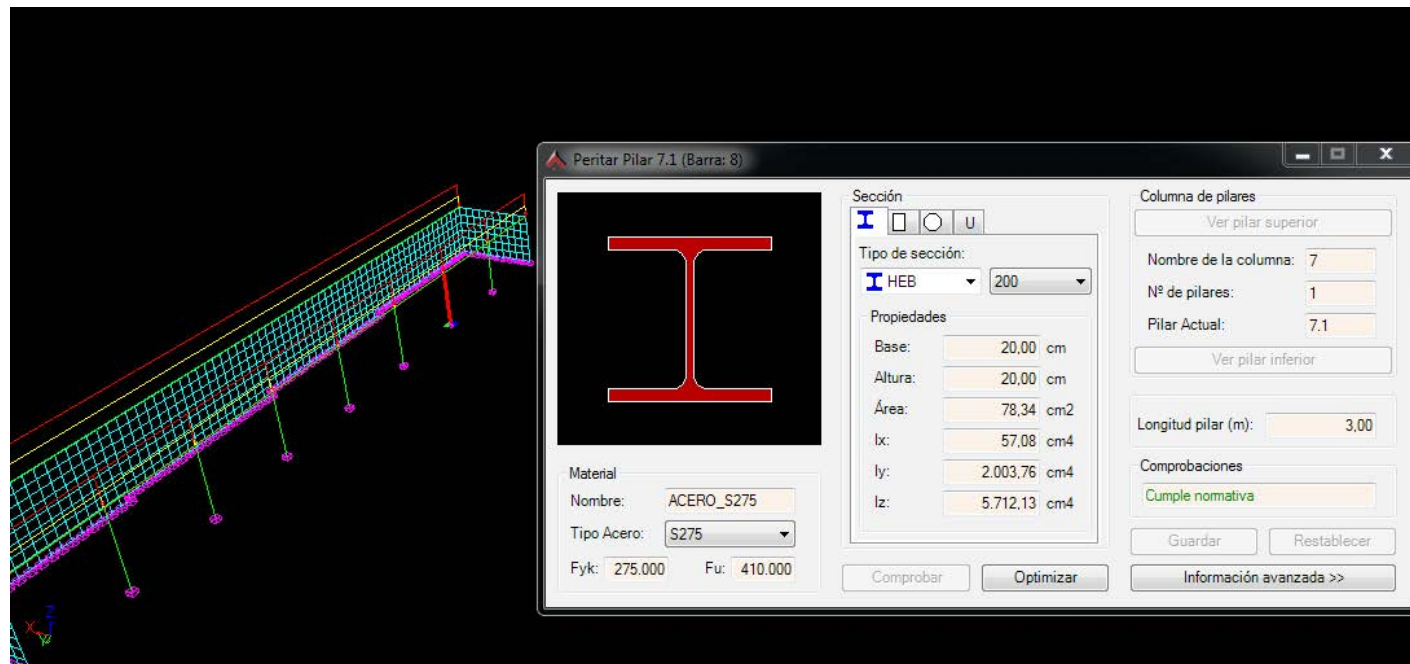 Peritar Pilar 7.1 (Barra: 8)
Sección
U
Tipo de sección:
HEB 200
Propiedades
Base: 20,00 cm
Altura: 20,00 cm
Área: 78,34 cm2
Ix: 57,08 cm4
Iy: 2.003,76 cm4
Iz: 5.712,13 cm4
Comprobar Optimizar
Material
Nombre: ACERO_S275
Tipo Acero: S275
Fyk: 275.000 Fu: 410.000
Columna de pilares
Ver pilar superior
Nombre de la columna: 7
Nº de pilares: 1
Pilar Actual: 7.1
Ver pilar inferior
Longitud pilar (m): 3,00
Comprobaciones
Cumple normativa
Guardar Restablecer
Información avanzada >>
Z
X
Y